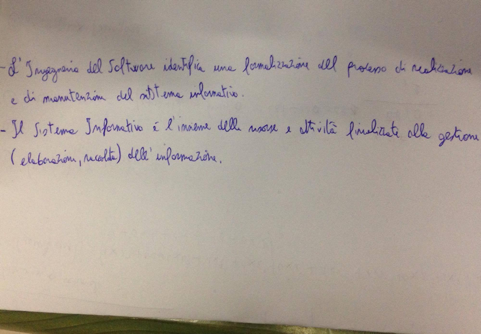 - L'Ingegneria del Software identifica una formalizzazione del processo di realizzazione
e di manutenzione del sistema informativo.
- Il Sistema Informativo è l'insieme delle risorse e attività finalizzate alla gestione
(elaborazioni, raccolta) dell'informazione.